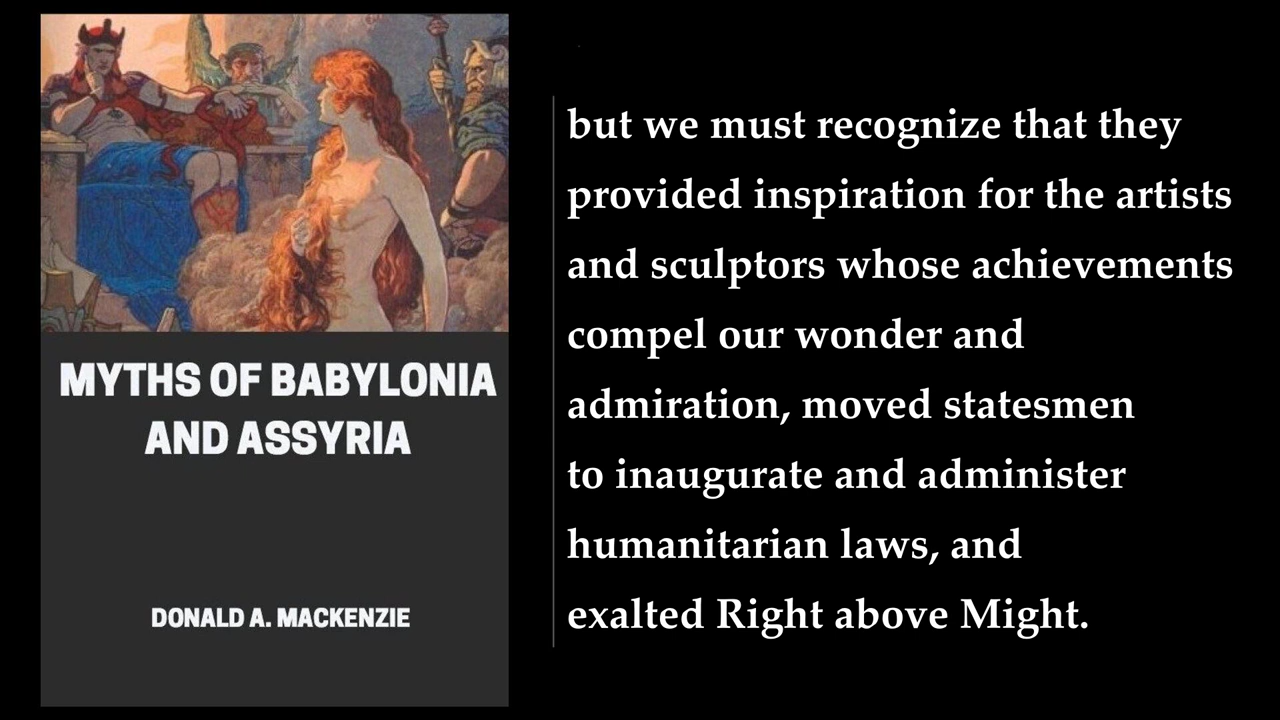 MYTHS OF BABYLONIA
AND ASSYRIA
DONALD A. MACKENZIE
but we must recognize that they
provided inspiration for the artists
and sculptors whose achievements
compel our wonder and
admiration, moved statesmen
to inaugurate and administer
humanitarian laws, and
exalted Right above Might.